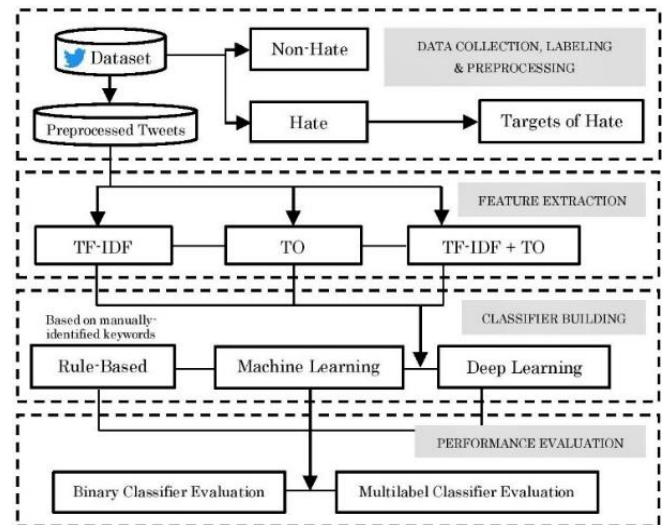 Dataset
Non-Hate
DATA COLLECTION, LABELING
& PREPROCESSING
Preprocessed Tweets
Hate
Targets of Hate
FEATURE EXTRACTION
TF-IDF
TO
TF-IDF + TO
Based on manually-
identified keywords
CLASSIFIER BUILDING
Rule-Based
Machine Learning
Deep Learning
PERFORMANCE EVALUATION
Binary Classifier Evaluation
Multilabel Classifier Evaluation